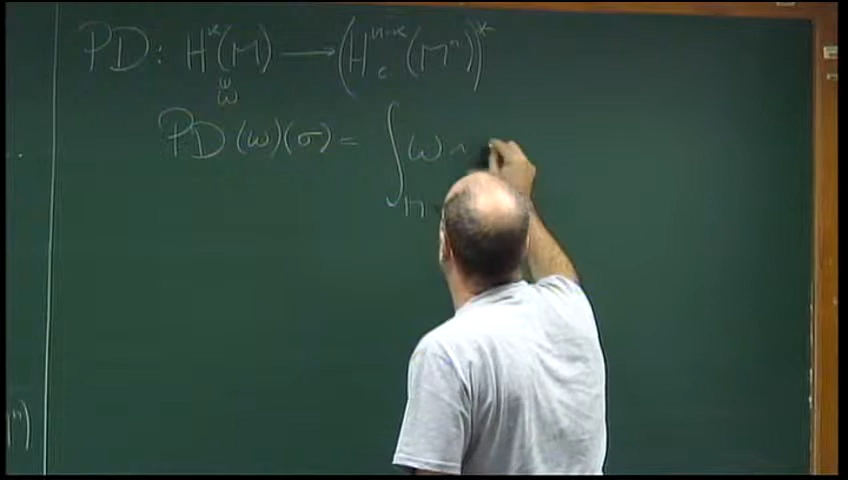 PD: H^k(M) ⟶ (H_c^{n-k}(M^n))^*
ω
PD(ω)(σ) = ∫_M ω ∧
n)